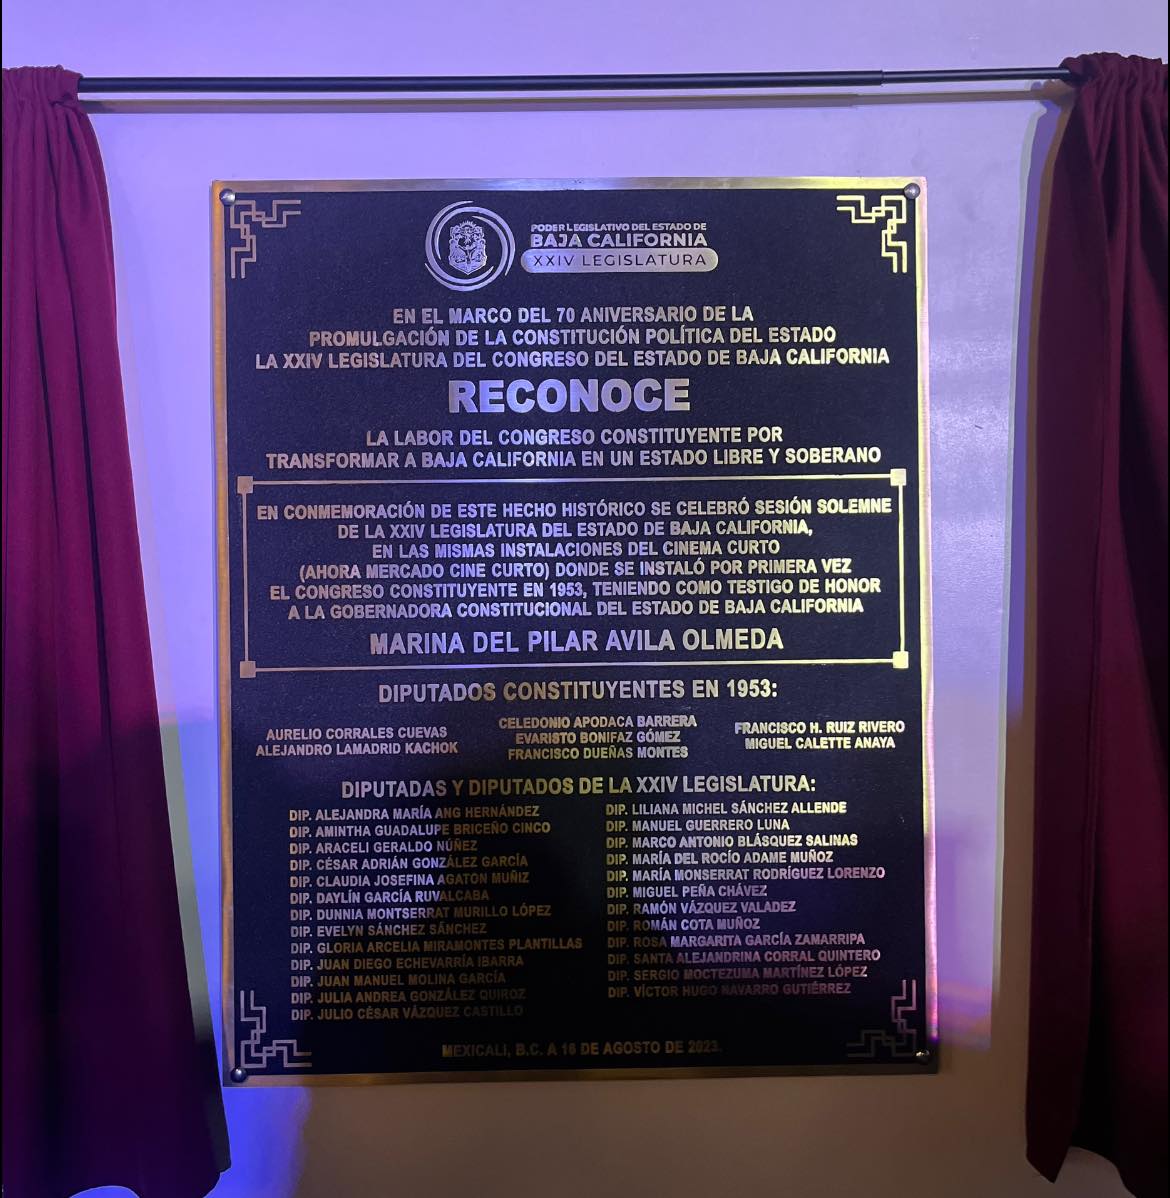 PODER LEGISLATIVO DEL ESTADO DE
BAJA CALIFORNIA
XXIV LEGISLATURA
EN EL MARCO DEL 70 ANIVERSARIO DE LA
PROMULGACIÓN DE LA CONSTITUCIÓN POLÍTICA DEL ESTADO
LA XXIV LEGISLATURA DEL CONGRESO DEL ESTADO DE BAJA CALIFORNIA
RECONOCE
LA LABOR DEL CONGRESO CONSTITUYENTE POR
TRANSFORMAR A BAJA CALIFORNIA EN UN ESTADO LIBRE Y SOBERANO
EN CONMEMORACIÓN DE ESTE HECHO HISTÓRICO SE CELEBRÓ SESIÓN SOLEMNE
DE LA XXIV LEGISLATURA DEL ESTADO DE BAJA CALIFORNIA,
EN LAS MISMAS INSTALACIONES DEL CINEMA CURTO
(AHORA MERCADO CINE CURTO) DONDE SE INSTALÓ POR PRIMERA VEZ
EL CONGRESO CONSTITUYENTE EN 1953, TENIENDO COMO TESTIGO DE HONOR
A LA GOBERNADORA CONSTITUCIONAL DEL ESTADO DE BAJA CALIFORNIA
MARINA DEL PILAR AVILA OLMEDA
DIPUTADOS CONSTITUYENTES EN 1953:
AURELIO CORRALES CUEVAS
ALEJANDRO LAMADRID KACHOK
CELEDONIO APODACA BARRERA
EVARISTO BONIFAZ GÓMEZ
FRANCISCO DUEÑAS MONTES
FRANCISCO H. RUIZ RIVERO
MIGUEL CALETTE ANAYA
DIPUTADAS Y DIPUTADOS DE LA XXIV LEGISLATURA:
DIP. ALEJANDRA MARÍA ANG HERNÁNDEZ
DIP. AMINTHA GUADALUPE BRICEÑO CINCO
DIP. ARACELI GERALDO NÚÑEZ
DIP. CÉSAR ADRIÁN GONZÁLEZ GARCÍA
DIP. CLAUDIA JOSEFINA AGATÓN MUÑIZ
DIP. DAYLÍN GARCÍA RUVALCABA
DIP. DUNNIA MONTSERRAT MURILLO LÓPEZ
DIP. EVELYN SÁNCHEZ SÁNCHEZ
DIP. GLORIA ARCELIA MIRAMONTES PLANTILLAS
DIP. JUAN DIEGO ECHEVARRÍA IBARRA
DIP. JUAN MANUEL MOLINA GARCÍA
DIP. JULIA ANDREA GONZÁLEZ QUIROZ
DIP. JULIO CÉSAR VÁZQUEZ CASTILLO
DIP. LILIANA MICHEL SÁNCHEZ ALLENDE
DIP. MANUEL GUERRERO LUNA
DIP. MARCO ANTONIO BLÁSQUEZ SALINAS
DIP. MARÍA DEL ROCÍO ADAME MUÑOZ
DIP. MARÍA MONSERRAT RODRÍGUEZ LORENZO
DIP. MIGUEL PEÑA CHÁVEZ
DIP. RAMÓN VÁZQUEZ VALADEZ
DIP. ROMÁN COTA MUÑOZ
DIP. ROSA MARGARITA GARCÍA ZAMARRIPA
DIP. SANTA ALEJANDRINA CORRAL QUINTERO
DIP. SERGIO MOCTEZUMA MARTÍNEZ LÓPEZ
DIP. VÍCTOR HUGO NAVARRO GUTIÉRREZ
MEXICALI, B.C. A 16 DE AGOSTO DE 2023.